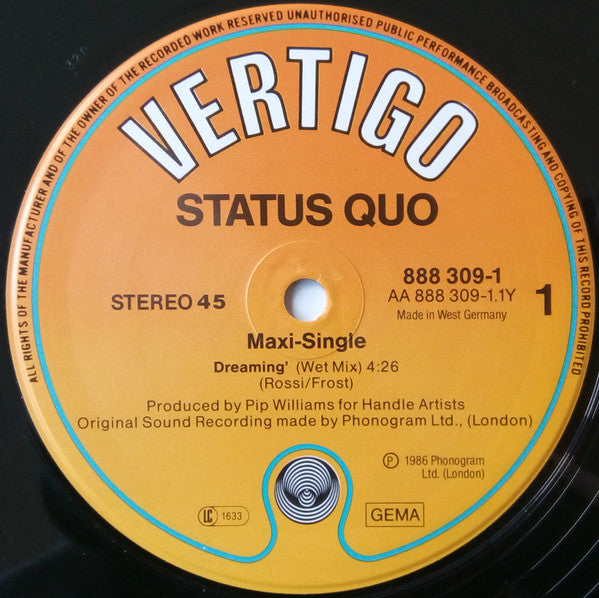 ALL RIGHTS OF THE MANUFACTURER AND OF THE OWNER OF THE RECORDED WORK RESERVED UNAUTHORISED PUBLIC PERFORMANCE BROADCASTING AND COPYING OF THIS RECORD PROHIBITED
VERTIGO
STATUS QUO
888 309-1
STEREO 45
AA 888 309-1.1Y
1
Made in West Germany
Maxi-Single
Dreaming' (Wet Mix) 4:26
(Rossi/Frost)
Produced by Pip Williams for Handle Artists
Original Sound Recording made by Phonogram Ltd., (London)
Ⓟ 1986 Phonogram
Ltd. (London)
LC 1633
GEMA